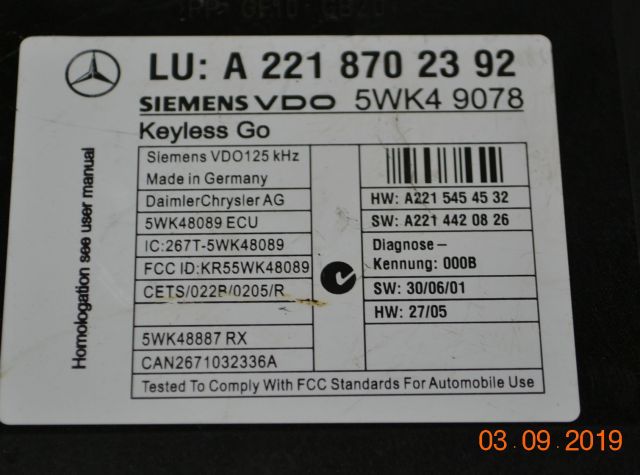 LU: A 221 870 23 92
SIEMENS VDO 5WK4 9078
Keyless Go
Siemens VDO125 kHz
Made in Germany
DaimlerChrysler AG
5WK48089 ECU
IC:267T-5WK48089
FCC ID:KR55WK48089
CETS/022B/0205/R
5WK48887 RX
CAN2671032336A
HW: A221 545 45 32
SW: A221 442 08 26
Diagnose–
Kennung: 000B
SW: 30/06/01
HW: 27/05
Tested To Comply With FCC Standards For Automobile Use
Homologation see user manual
03.09.2019